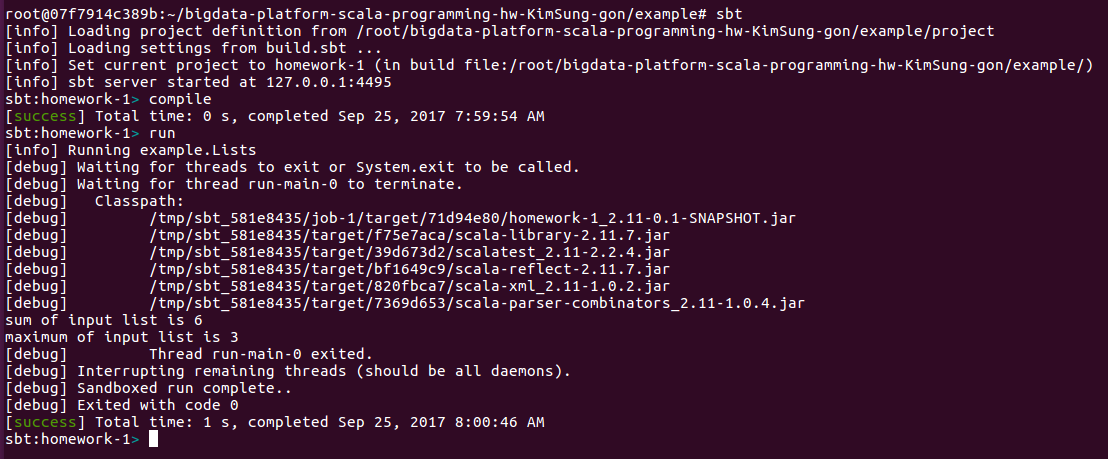 root@07f7914c389b:~/bigdata-platform-scala-programming-hw-KimSung-gon/example# sbt
[info] Loading project definition from /root/bigdata-platform-scala-programming-hw-KimSung-gon/example/project
[info] Loading settings from build.sbt ...
[info] Set current project to homework-1 (in build file:/root/bigdata-platform-scala-programming-hw-KimSung-gon/example/)
[info] sbt server started at 127.0.0.1:4495
sbt:homework-1> compile
[success] Total time: 0 s, completed Sep 25, 2017 7:59:54 AM
sbt:homework-1> run
[info] Running example.Lists
[debug] Waiting for threads to exit or System.exit to be called.
[debug] Waiting for thread run-main-0 to terminate.
[debug]   Classpath:
[debug]         /tmp/sbt_581e8435/job-1/target/71d94e80/homework-1_2.11-0.1-SNAPSHOT.jar
[debug]         /tmp/sbt_581e8435/target/f75e7aca/scala-library-2.11.7.jar
[debug]         /tmp/sbt_581e8435/target/39d673d2/scalatest_2.11-2.2.4.jar
[debug]         /tmp/sbt_581e8435/target/bf1649c9/scala-reflect-2.11.7.jar
[debug]         /tmp/sbt_581e8435/target/820fbca7/scala-xml_2.11-1.0.2.jar
[debug]         /tmp/sbt_581e8435/target/7369d653/scala-parser-combinators_2.11-1.0.4.jar
sum of input list is 6
maximum of input list is 3
[debug]         Thread run-main-0 exited.
[debug] Interrupting remaining threads (should be all daemons).
[debug] Sandboxed run complete..
[debug] Exited with code 0
[success] Total time: 1 s, completed Sep 25, 2017 8:00:46 AM
sbt:homework-1>